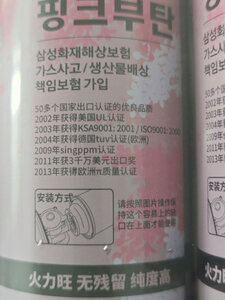 핑크부탄
삼성화재해상보험
가스사고/생산물배상
책임보험 가입
50多个国家出口认证的优良品质
2002年获得美国UL认证
2003年获得KSA9001:2001/ISO9001:2000
2004年获得德国tuv认证(欧洲)
2009年singppm认证
2011年获3千万美元出口奖
2013年得欧洲π质量认证
安装方式
请按照图片操作保
持这个容易上的缺
口在上面才能使用
火力旺 无残留 纯度高